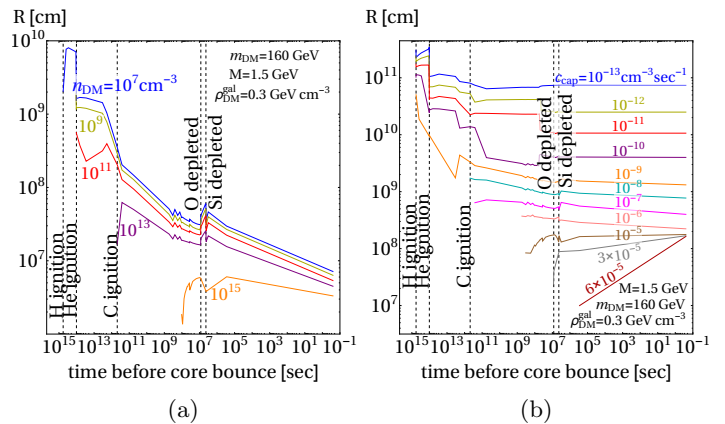 R [cm]
10^10
10^9
10^8
10^7
m_DM=160 GeV
M=1.5 GeV
ρ_DM^gal=0.3 GeV cm^-3
n_DM=10^7cm^-3
10^9
10^11
10^13
10^15
H ignition
He ignition
C ignition
O depleted
Si depleted
10^15 10^13 10^11 10^9 10^7 10^5 10^3 10^1 10^-1
time before core bounce [sec]
(a)
R [cm]
10^11
10^10
10^9
10^8
10^7
c_cap=10^-13cm^-3sec^-1
10^-12
10^-11
10^-10
10^-9
10^-8
10^-7
10^-6
10^-5
3×10^-5
6×10^-5
H ignition
He ignition
C ignition
O depleted
Si depleted
M=1.5 GeV
m_DM=160 GeV
ρ_DM^gal=0.3 GeV cm^-3
10^15 10^13 10^11 10^9 10^7 10^5 10^3 10^1 10^-1
time before core bounce [sec]
(b)